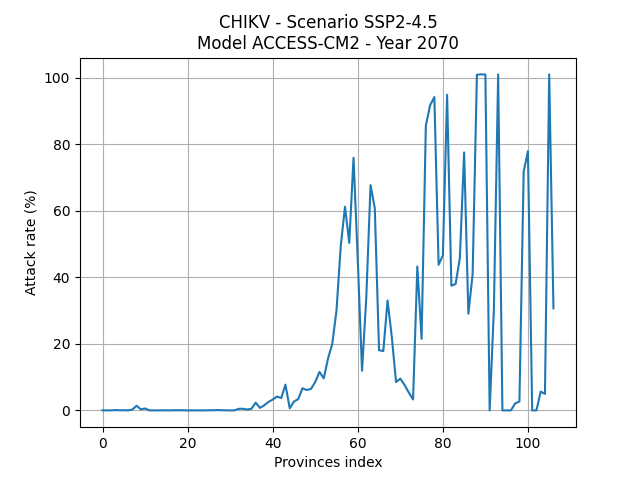 CHIKV - Scenario SSP2-4.5
Model ACCESS-CM2 - Year 2070
Attack rate (%)
100
80
60
40
20
0
0 20 40 60 80 100
Provinces index